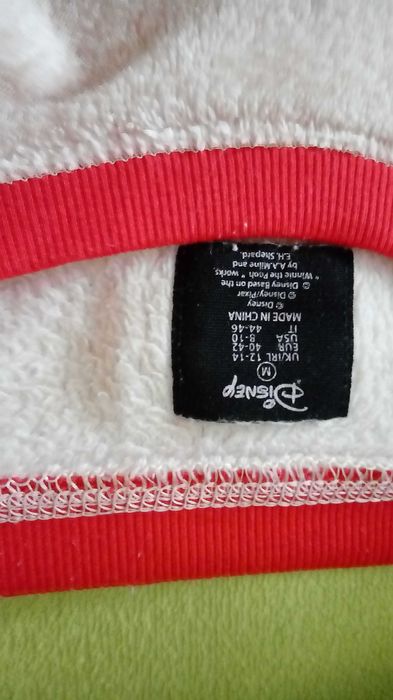 DISNEP
M
UK/IRL 12-14
EUR 40-42
USA 8-10
IT 44-46
MADE IN CHINA
© Disney
© Disney/Pixar
© Disney Based on the
"Winnie the Pooh" works,
by A.A.Milne and
E.H. Shepard.